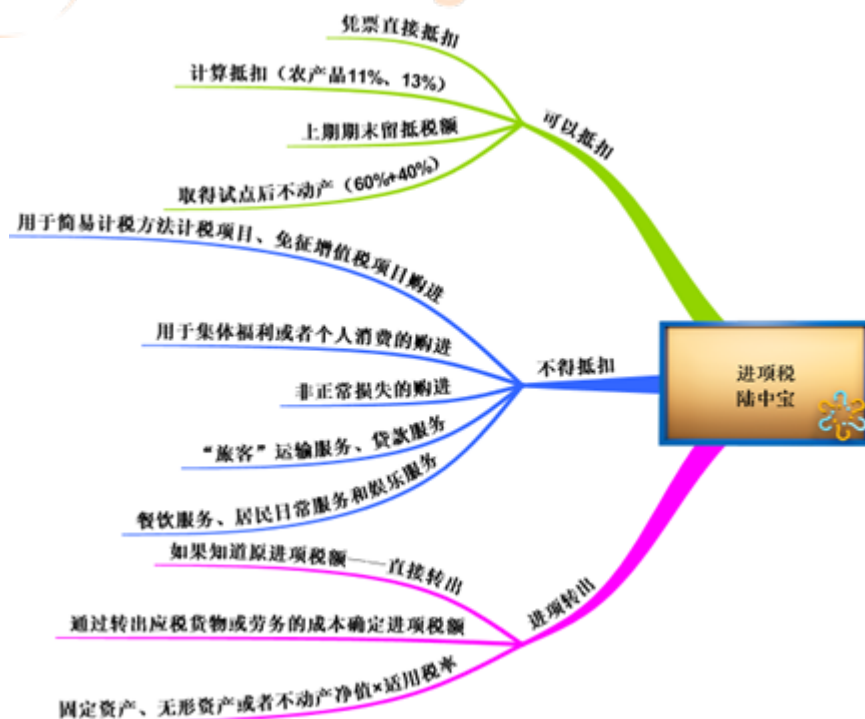 凭票直接抵扣
计算抵扣（农产品11%、13%）
上期期末留抵税额
取得试点后不动产（60%+40%）
可以抵扣
用于简易计税方法计税项目、免征增值税项目购进
用于集体福利或者个人消费的购进
非正常损失的购进
“旅客”运输服务、贷款服务
餐饮服务、居民日常服务和娱乐服务
不得抵扣
进项税
陆中宝
如果知道原进项税额——直接转出
通过转出应税货物或劳务的成本确定进项税额
固定资产、无形资产或者不动产净值×适用税率
进项转出